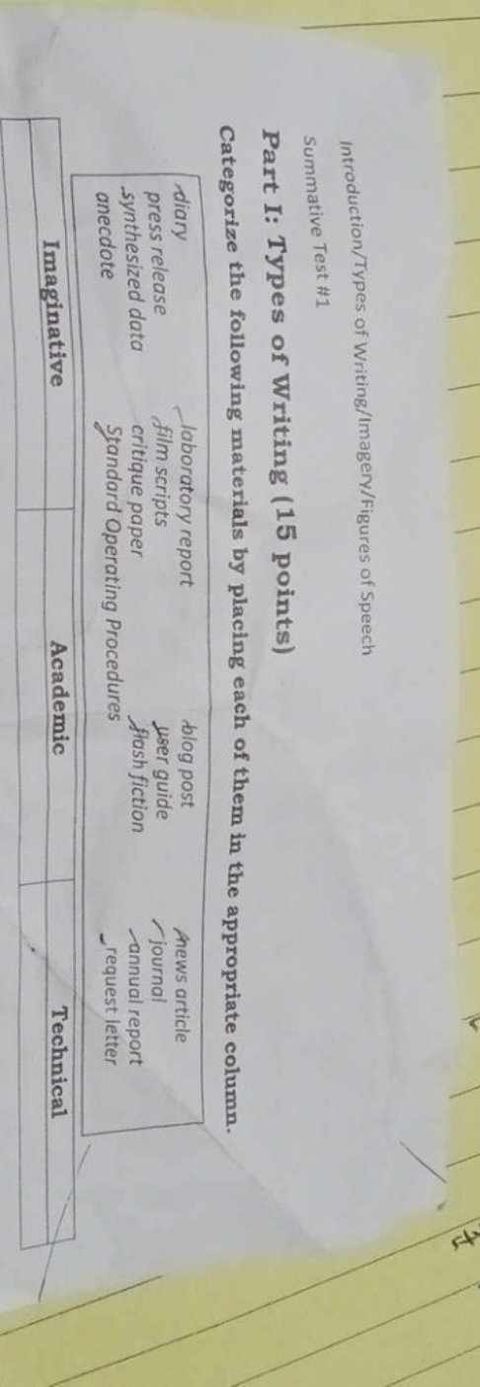 Introduction/Types of Writing/Imagery/Figures of Speech
Summative Test #1
Part I: Types of Writing (15 points)
Categorize the following materials by placing each of them in the appropriate column.
diary laboratory report blog post news article
press release film scripts user guide journal
synthesized data critique paper flash fiction annual report
anecdote Standard Operating Procedures request letter
Imaginative Academic Technical